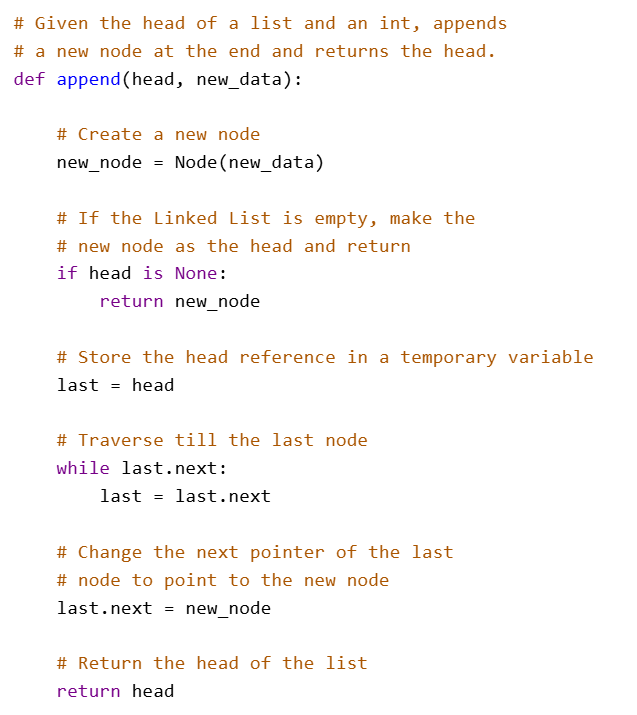 # Given the head of a list and an int, appends
# a new node at the end and returns the head.
def append(head, new_data):
    # Create a new node
    new_node = Node(new_data)
    # If the Linked List is empty, make the
    # new node as the head and return
    if head is None:
        return new_node
    # Store the head reference in a temporary variable
    last = head
    # Traverse till the last node
    while last.next:
        last = last.next
    # Change the next pointer of the last
    # node to point to the new node
    last.next = new_node
    # Return the head of the list
    return head